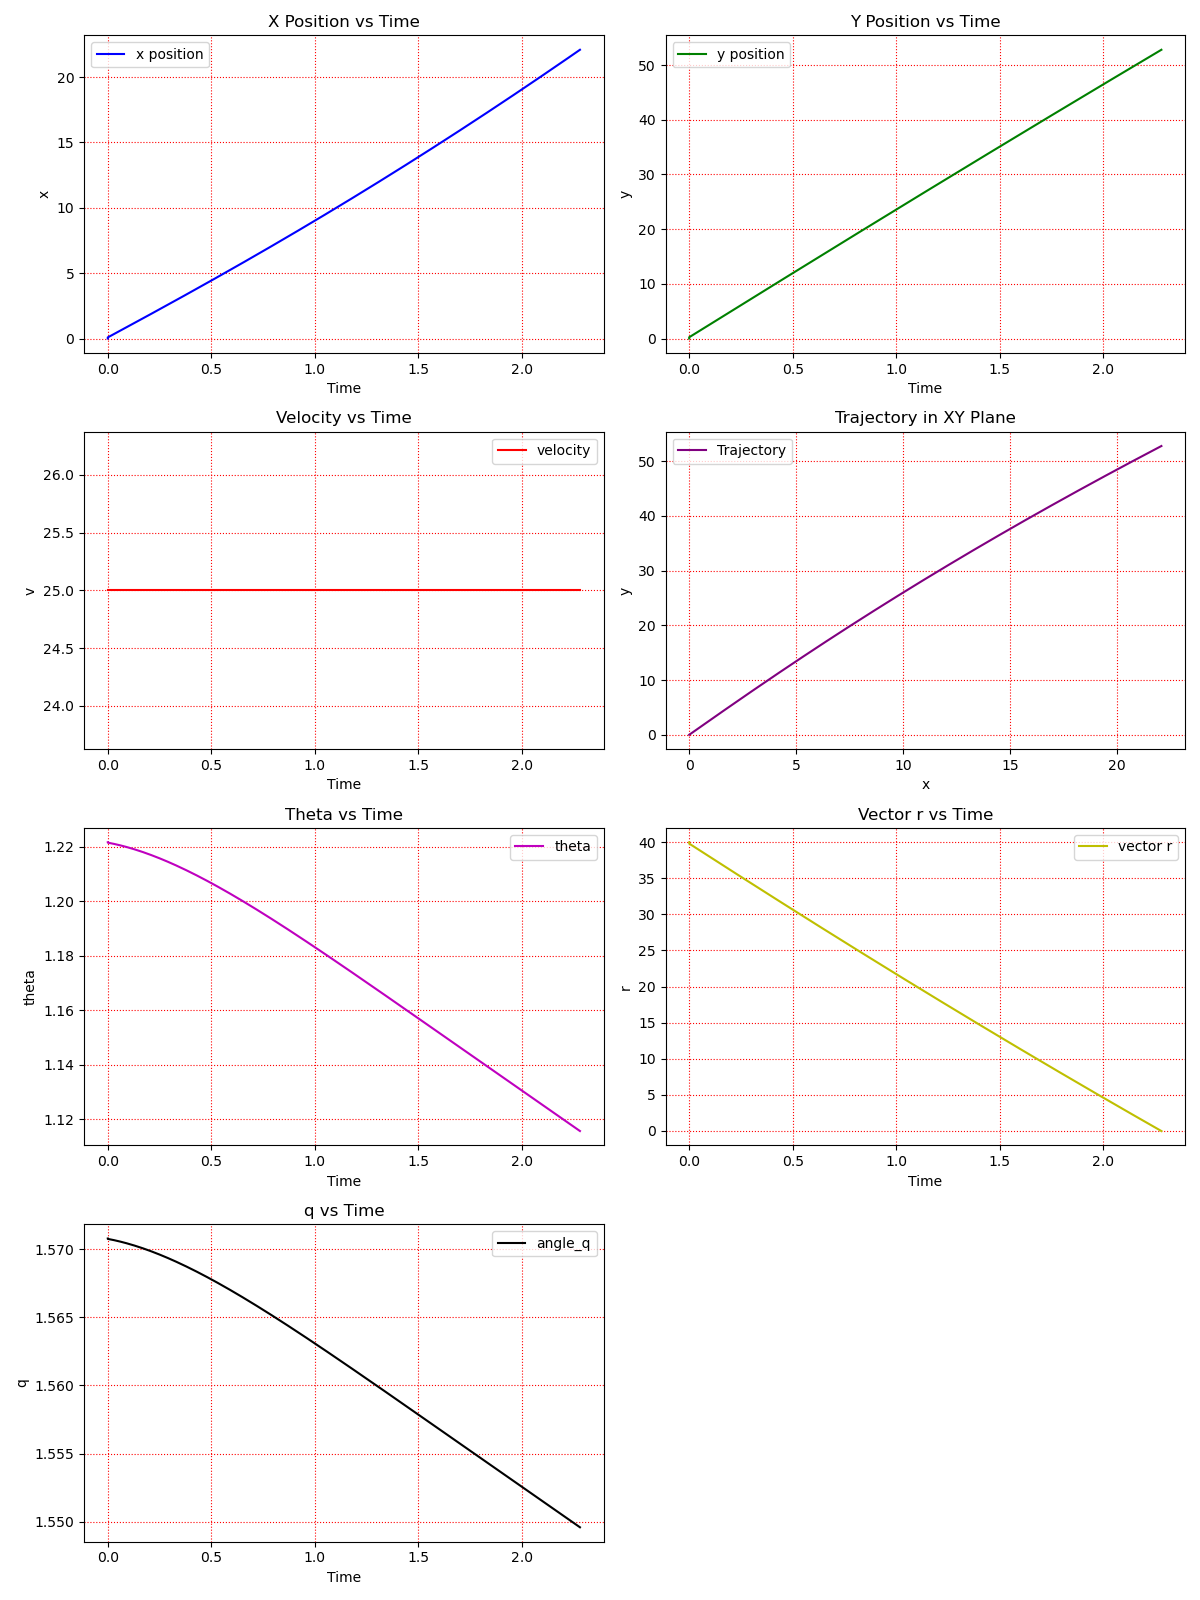 X Position vs Time
x position
20
15
10
5
0
x
0.0 0.5 1.0 1.5 2.0
Time
Y Position vs Time
y position
50
40
30
20
10
0
y
0.0 0.5 1.0 1.5 2.0
Time
Velocity vs Time
velocity
26.0
25.5
25.0
24.5
24.0
v
0.0 0.5 1.0 1.5 2.0
Time
Trajectory in XY Plane
Trajectory
50
40
30
20
10
0
y
0 5 10 15 20
x
Theta vs Time
theta
1.22
1.20
1.18
1.16
1.14
1.12
theta
0.0 0.5 1.0 1.5 2.0
Time
Vector r vs Time
vector r
40
35
30
25
20
15
10
5
0
r
0.0 0.5 1.0 1.5 2.0
Time
q vs Time
angle_q
1.570
1.565
1.560
1.555
1.550
q
0.0 0.5 1.0 1.5 2.0
Time